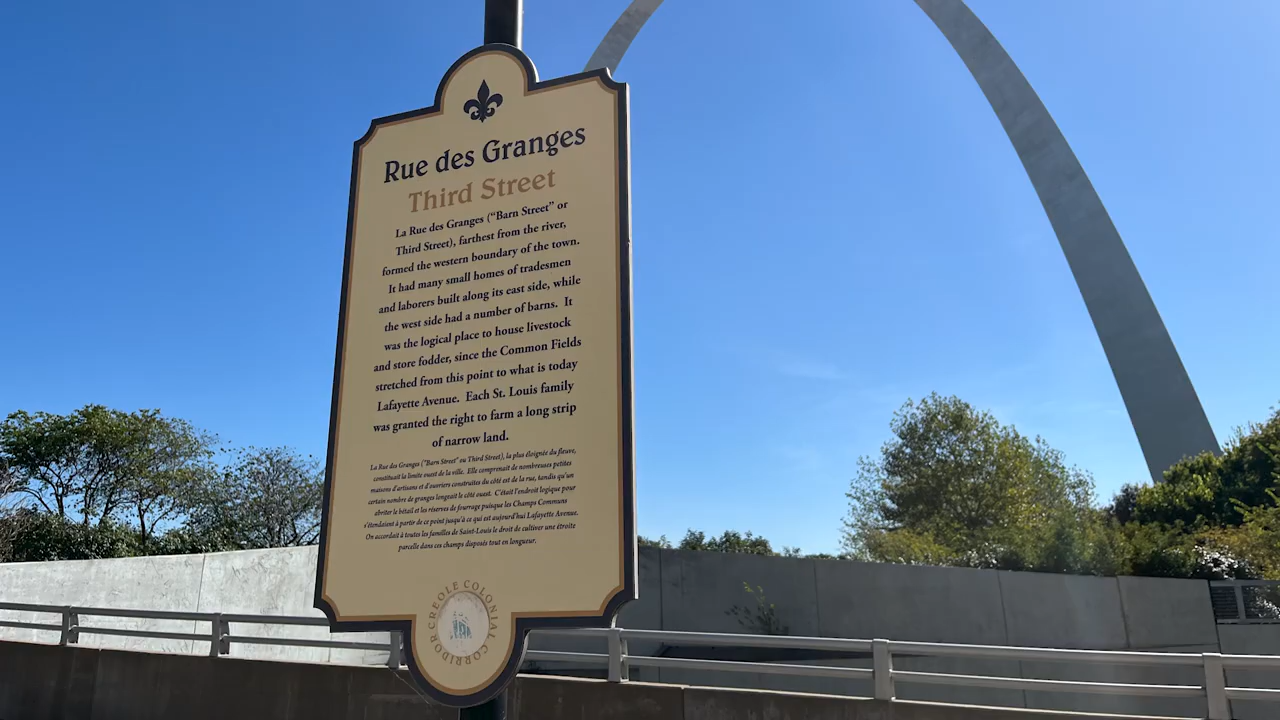 Rue des Granges
Third Street
La Rue des Granges (“Barn Street” or
Third Street), farthest from the river,
formed the western boundary of the town.
It had many small homes of tradesmen
and laborers built along its east side, while
the west side had a number of barns. It
was the logical place to house livestock
and store fodder, since the Common Fields
stretched from this point to what is today
Lafayette Avenue. Each St. Louis family
was granted the right to farm a long strip
of narrow land.
La Rue des Granges ("Barn Street" ou Third Street), la plus éloignée du fleuve,
constituait la limite ouest de la ville. Elle comprenait de nombreuses petites
maisons d'artisans et d'ouvriers construites du côté est de la rue, tandis qu'un
certain nombre de granges longeait le côté ouest. C'était l'endroit logique pour
abriter le bétail et les réserves de fourrage puisque les Champs Communs
s'étendaient à partir de ce point jusqu'à ce qui est aujourd'hui Lafayette Avenue.
On accordait à toutes les familles de Saint-Louis le droit de cultiver une étroite
parcelle dans ces champs disposés tout en longueur.
CREOLE COLONIAL CORRIDOR